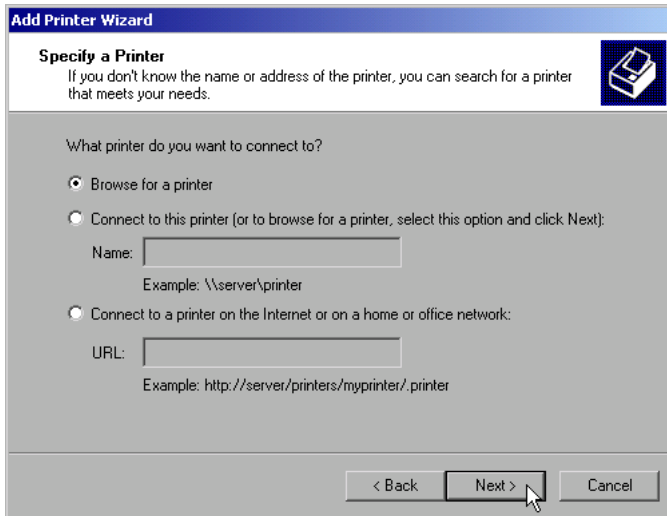 Add Printer Wizard
Specify a Printer
If you don't know the name or address of the printer, you can search for a printer
that meets your needs.
What printer do you want to connect to?
Browse for a printer
Connect to this printer (or to browse for a printer, select this option and click Next):
Name:
Example: \\server\printer
Connect to a printer on the Internet or on a home or office network:
URL:
Example: http://server/printers/myprinter/.printer
< Back Next > Cancel